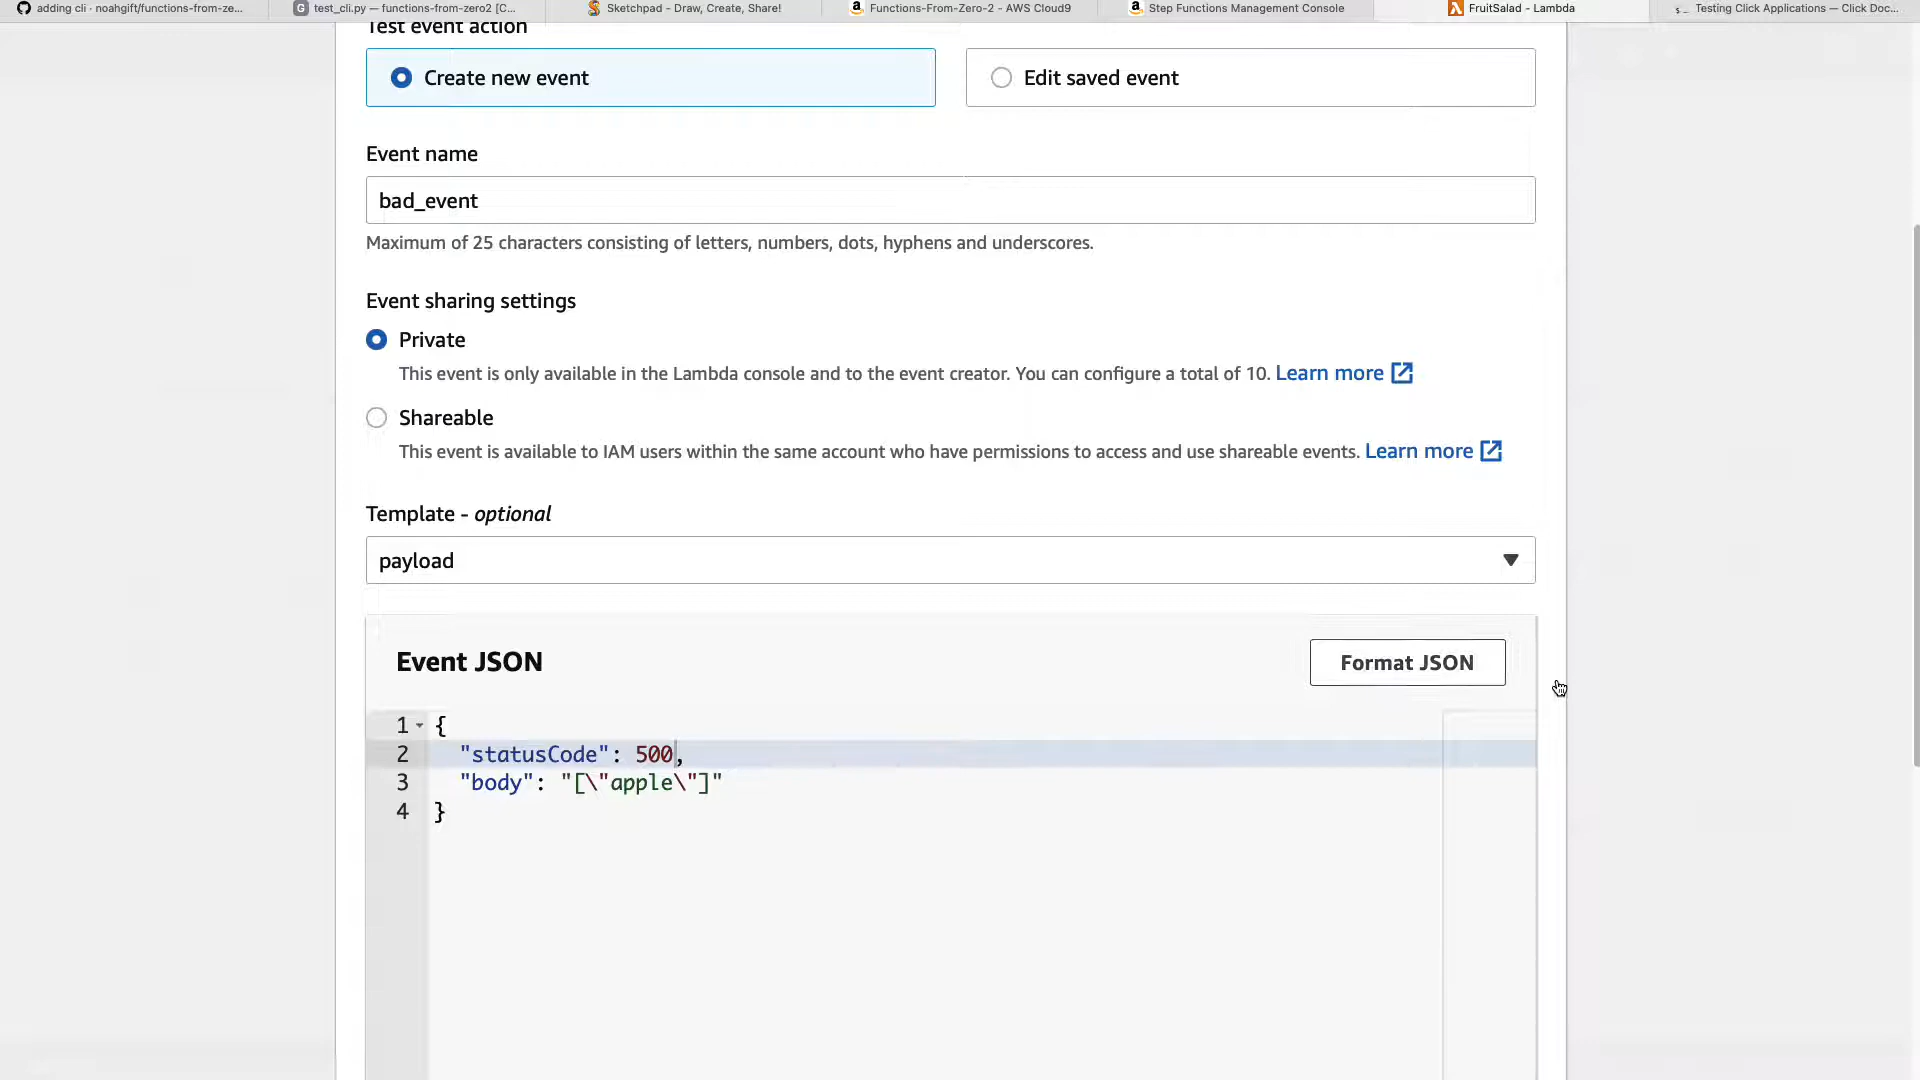 adding cli · noahgift/functions-from-ze...
test_cli.py — functions-from-zero2 [C...
Sketchpad - Draw, Create, Share!
Functions-From-Zero-2 - AWS Cloud9
Step Functions Management Console
FruitSalad - Lambda
Testing Click Applications — Click Doc...
Test event action
Create new event
Edit saved event
Event name
bad_event
Maximum of 25 characters consisting of letters, numbers, dots, hyphens and underscores.
Event sharing settings
Private
This event is only available in the Lambda console and to the event creator. You can configure a total of 10. Learn more
Shareable
This event is available to IAM users within the same account who have permissions to access and use shareable events. Learn more
Template - optional
payload
Event JSON
Format JSON
1 {
2 "statusCode": 500,
3 "body": "[\"apple\"]"
4 }